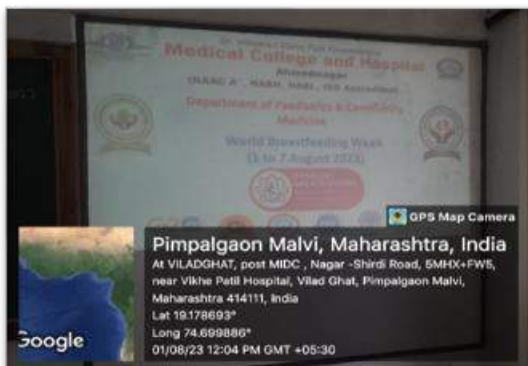 Medical College and Hospital
Ahmednagar
Department of Paediatrics & Community
Medicine
World Breastfeeding Week
(1 to 7 August 2023)
GPS Map Camera
Pimpalgaon Malvi, Maharashtra, India
At VILADGHAT, post MIDC , Nagar -Shirdi Road, 5MHX+FW5,
near Vikhe Patil Hospital, Vilad Ghat, Pimpalgaon Malvi,
Maharashtra 414111, India
Lat 19.178693°
Long 74.699886°
01/08/23 12:04 PM GMT +05:30
Google